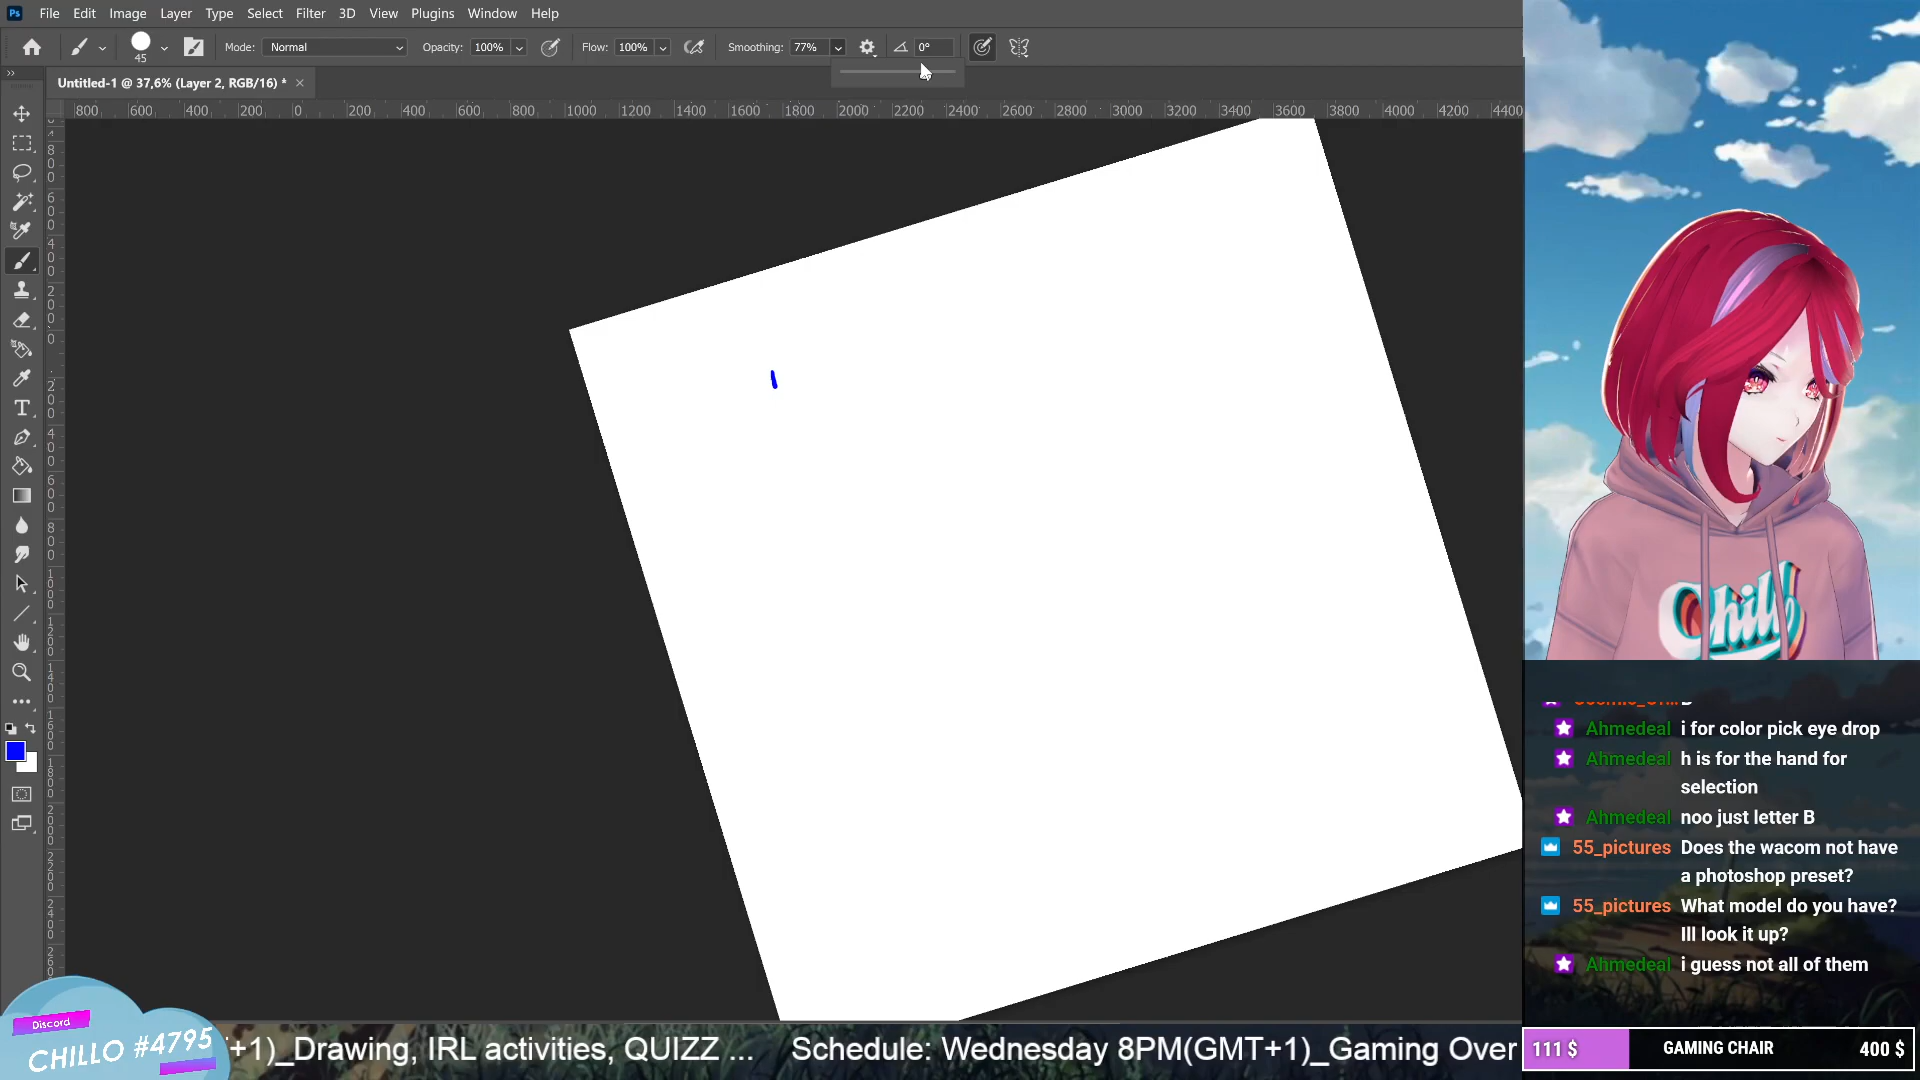 Ps File Edit Image Layer Type Select Filter 3D View Plugins Window Help
45 Mode: Normal Opacity: 100% Flow: 100% Smoothing: 77% 0°
Untitled-1 @ 37,6% (Layer 2, RGB/16) * ×
800 600 400 200 0 200 400 600 800 1000 1200 1400 1600 1800 2000 2200 2400 2600 2800 3000 3200 3400 3600 3800 4000 4200 4400
Chill
Ahmedeal i for color pick eye drop
Ahmedeal h is for the hand for
selection
Ahmedeal noo just letter B
55_pictures Does the wacom not have
a photoshop preset?
55_pictures What model do you have?
Ill look it up?
Ahmedeal i guess not all of them
Discord
CHILLO #4795
+1)_Drawing, IRL activities, QUIZZ ... Schedule: Wednesday 8PM(GMT+1)_Gaming Over
111 $ GAMING CHAIR 400 $